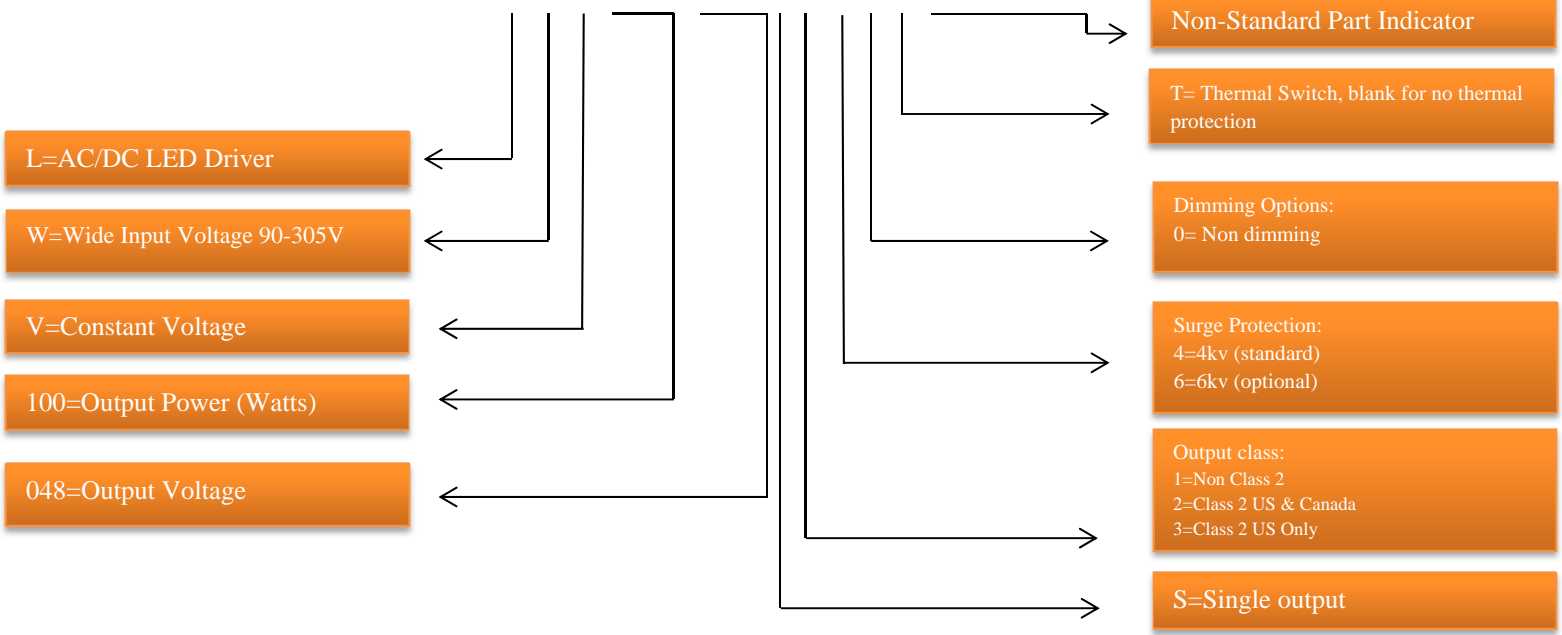 Non-Standard Part Indicator
T= Thermal Switch, blank for no thermal
protection
L=AC/DC LED Driver
Dimming Options:
0= Non dimming
W=Wide Input Voltage 90-305V
V=Constant Voltage
Surge Protection:
4=4kv (standard)
6=6kv (optional)
100=Output Power (Watts)
Output class:
1=Non Class 2
2=Class 2 US & Canada
3=Class 2 US Only
048=Output Voltage
S=Single output